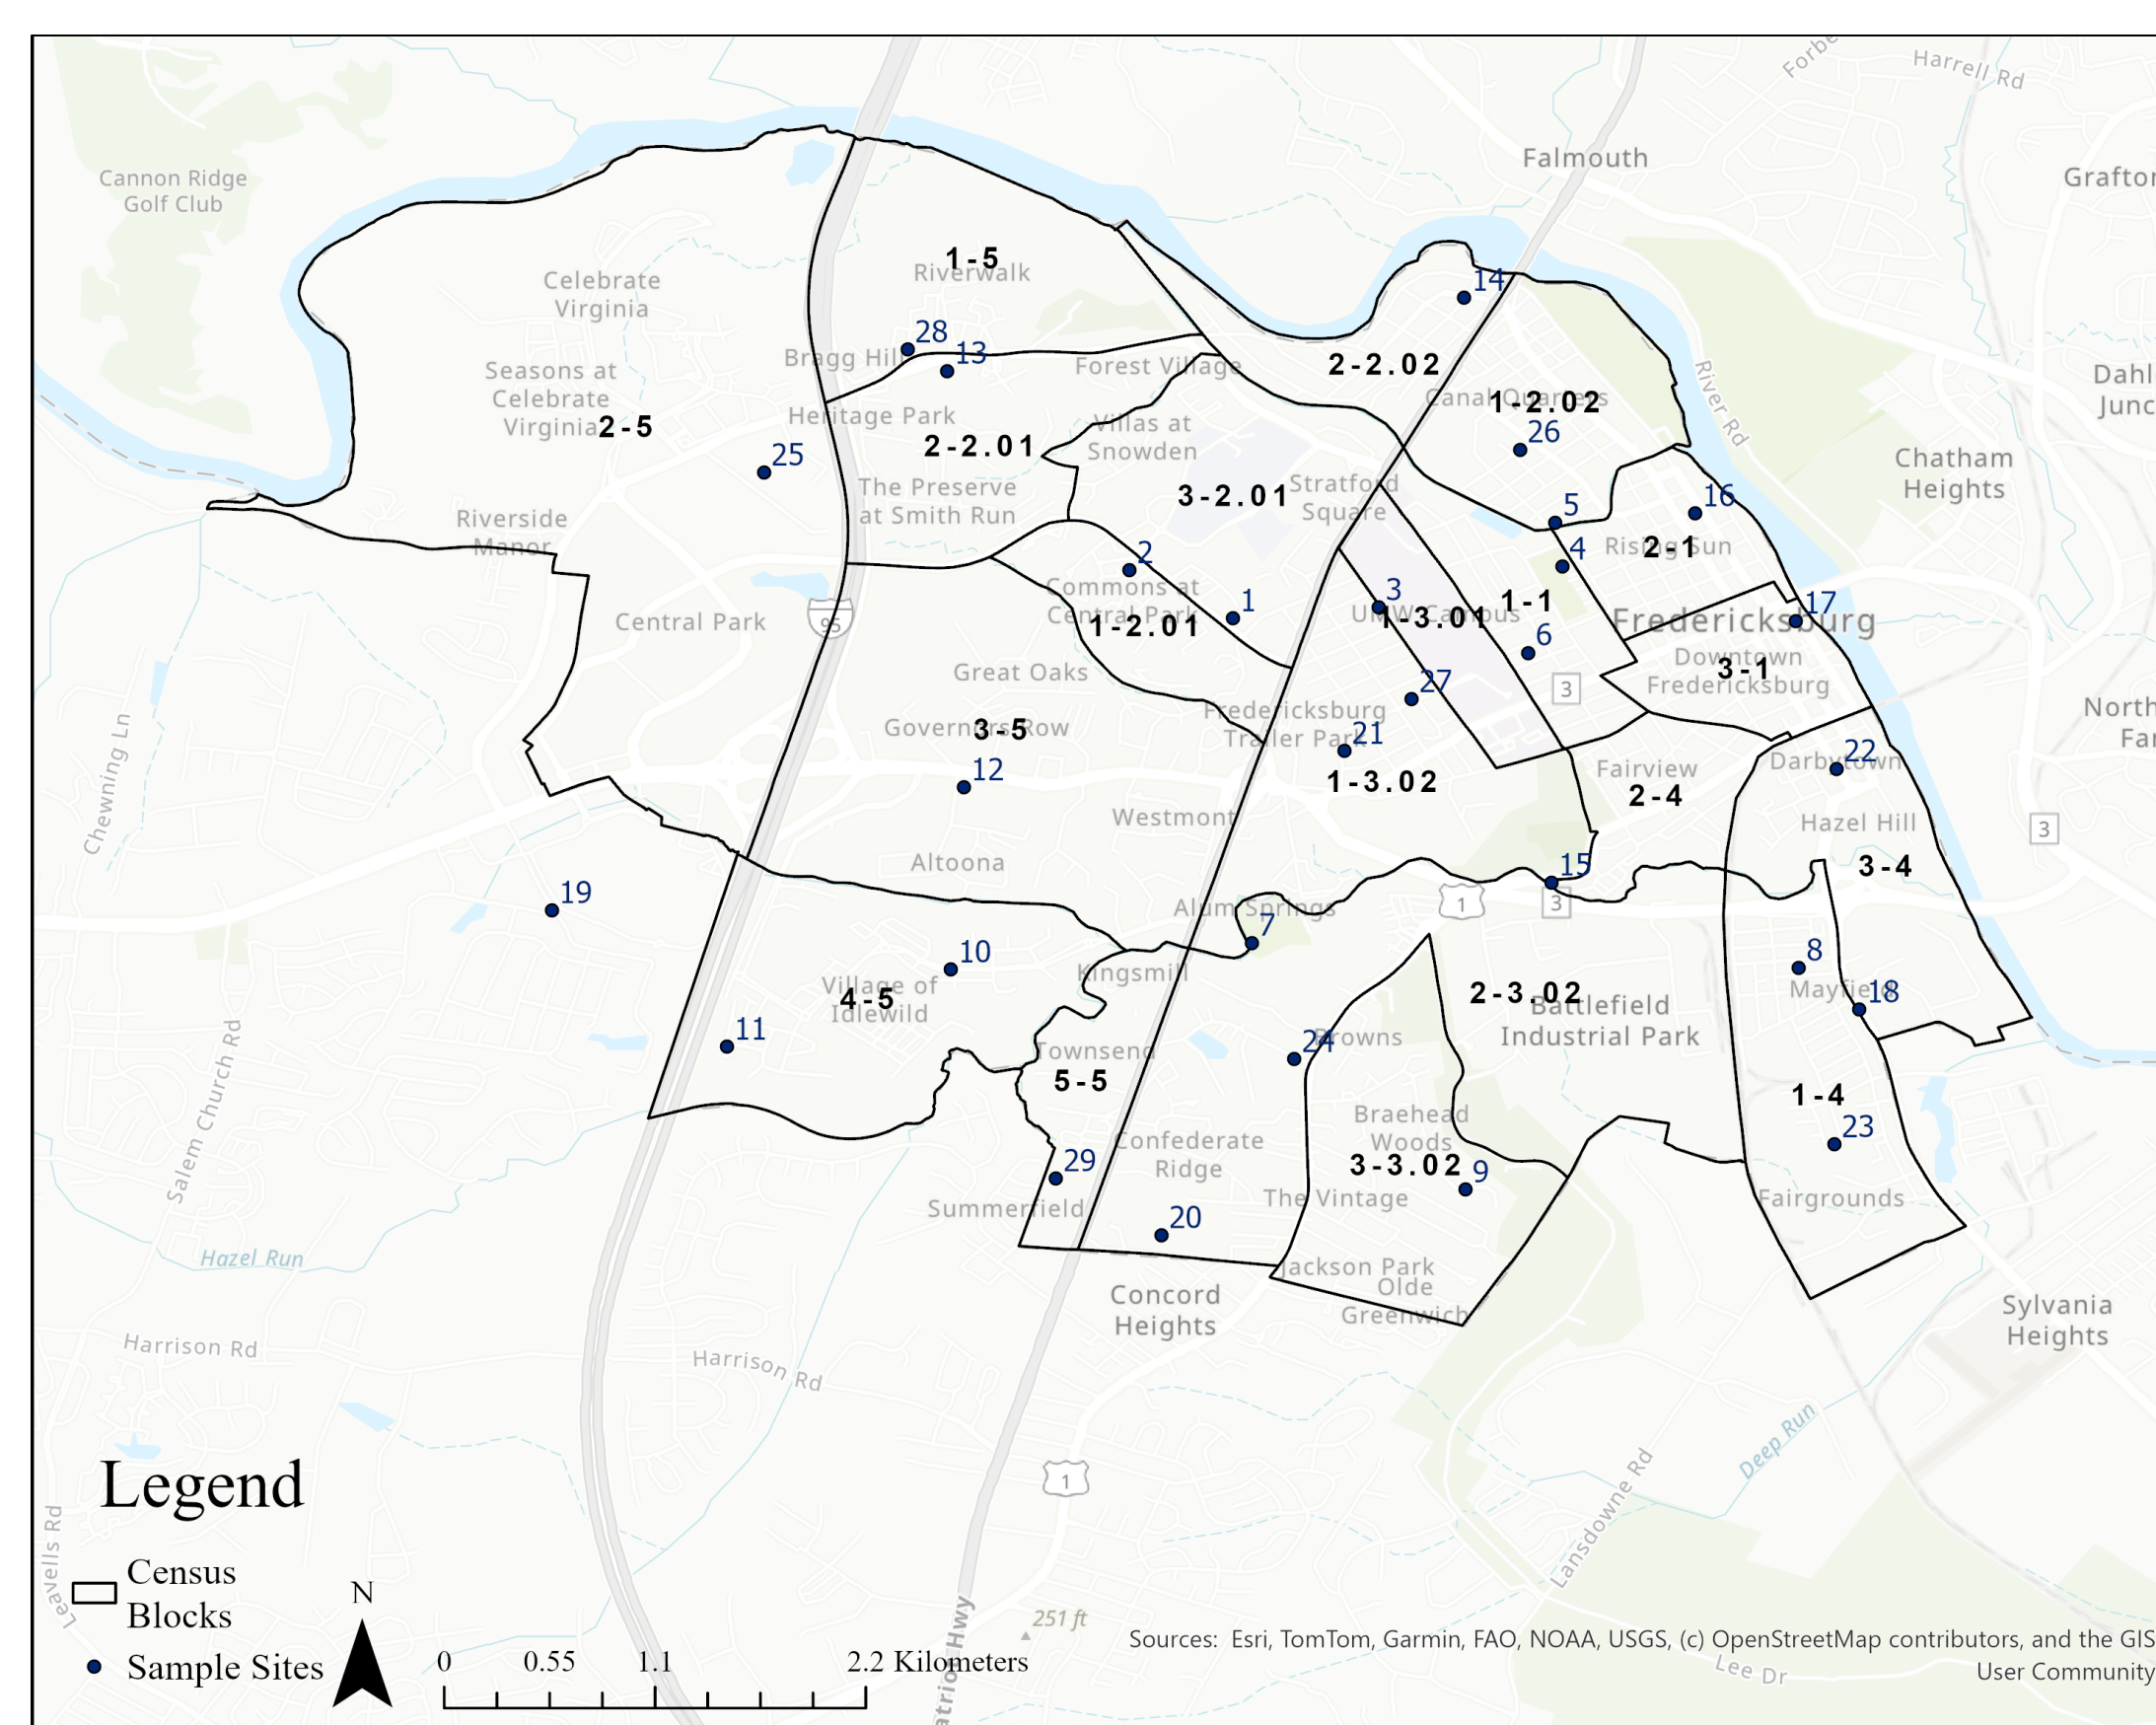 Harrell Rd
Falmouth
Cannon Ridge
Golf Club
1-5
Riverwalk
14
Celebrate
Virginia
28
13
Bragg Hill
Forest Village
2-2.02
River Rd
Seasons at
Celebrate
Virginia
2-5
Canal Quarters
1-2.02
26
Heritage Park
Villas at
Snowden
2-2.01
25
Chatham
Heights
The Preserve
at Smith Run
3-2.01
Stratford
Square
5
16
Riverside
Manor
2
4
Rising Sun
2-1
Commons at
Central Park
1
3
UMW Campus
1-3.01
1-1
Fredericksburg
17
Central Park
95
1-2.01
6
Downtown
Fredericksburg
3-1
Great Oaks
27
3
Chewning Ln
Governors Row
3-5
Fredericksburg
Trailer Park
21
22
Darbytown
12
1-3.02
Fairview
2-4
Westmont
Hazel Hill
3
Altoona
15
3-4
19
Alum Springs
1
3
7
10
Kingsmill
8
Village of
Idlewild
4-5
2-3.02
Battlefield
Industrial Park
Mayfield
18
11
24
Browns
Townsend
5-5
Salem Church Rd
Braehead
Woods
1-4
23
Confederate
Ridge
29
3-3.02
9
Summerfield
The Vintage
Fairgrounds
20
Hazel Run
Jackson Park
Olde
Greenwich
Concord
Heights
Sylvania
Heights
Harrison Rd
Harrison Rd
Deep Run
Legend
1
Lansdowne Rd
Leavells Rd
Census
Blocks
N
Sample Sites
0 0.55 1.1 2.2 Kilometers
251 ft
Sources: Esri, TomTom, Garmin, FAO, NOAA, USGS, (c) OpenStreetMap contributors, and the GIS
User Community
Lee Dr